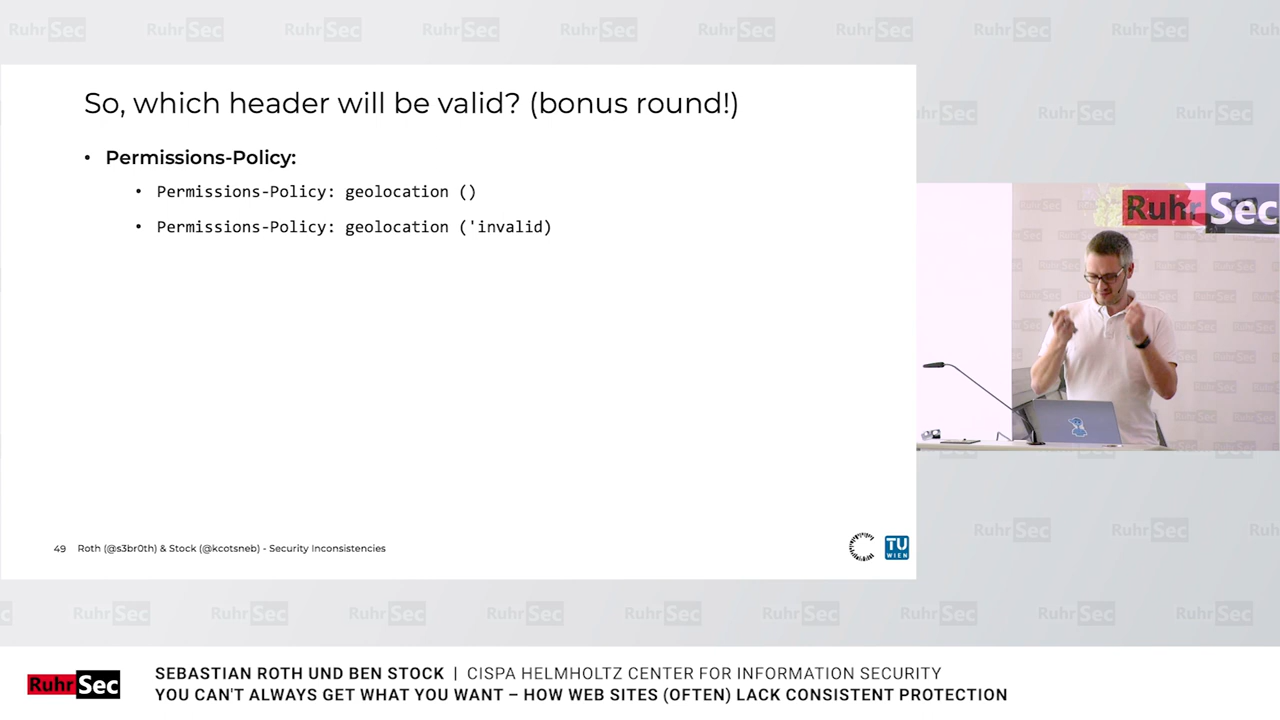 So, which header will be valid? (bonus round!)
• Permissions-Policy:
• Permissions-Policy: geolocation ()
• Permissions-Policy: geolocation ('invalid)
49 Roth (@s3br0th) & Stock (@kcotsneb) - Security Inconsistencies
TU
WIEN
RuhrSec
RuhrSec
SEBASTIAN ROTH UND BEN STOCK | CISPA HELMHOLTZ CENTER FOR INFORMATION SECURITY
YOU CAN'T ALWAYS GET WHAT YOU WANT – HOW WEB SITES (OFTEN) LACK CONSISTENT PROTECTION